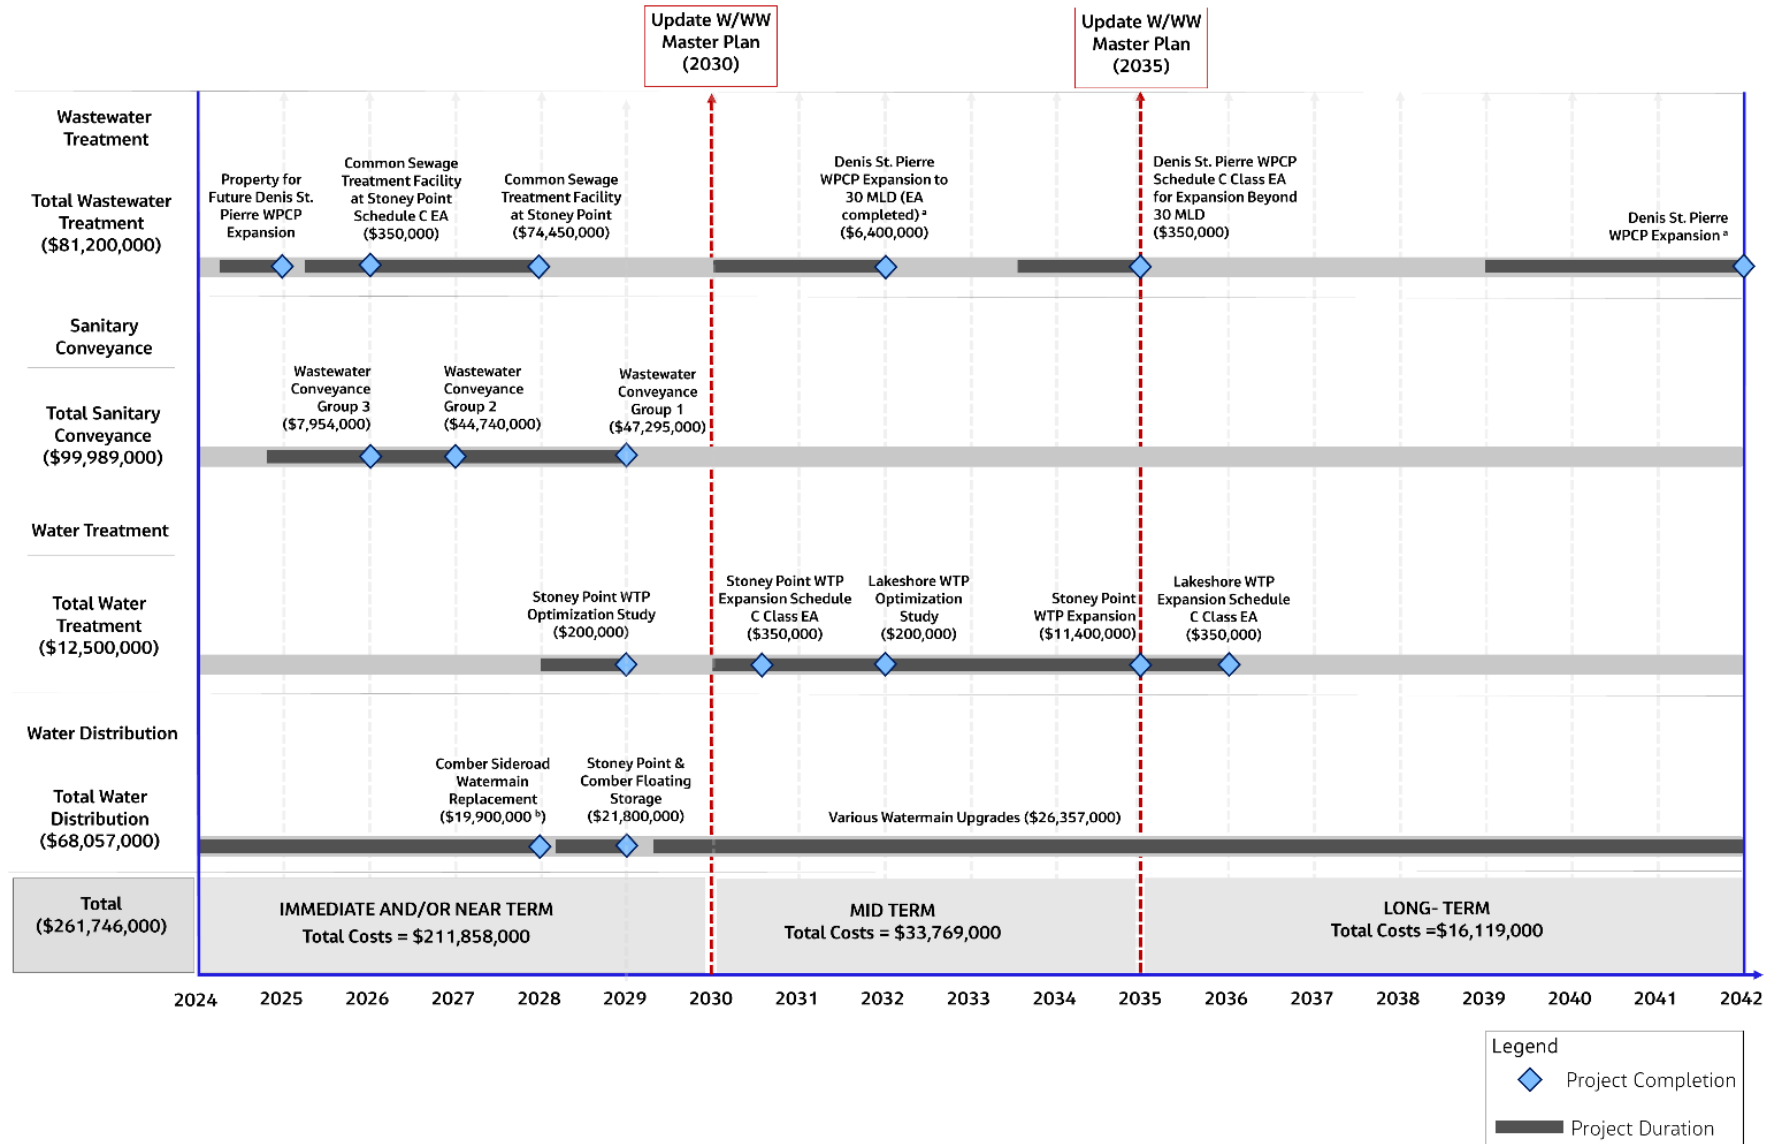 Update W/WW
Master Plan
(2030)
Update W/WW
Master Plan
(2035)
Wastewater
Treatment
Total Wastewater
Treatment
($81,200,000)
Property for
Future Denis St.
Pierre WPCP
Expansion
Common Sewage
Treatment Facility
at Stoney Point
Schedule C EA
($350,000)
Common Sewage
Treatment Facility
at Stoney Point
($74,450,000)
Denis St. Pierre
WPCP Expansion to
30 MLD (EA
completed) a
($6,400,000)
Denis St. Pierre WPCP
Schedule C Class EA
for Expansion Beyond
30 MLD
($350,000)
Denis St. Pierre
WPCP Expansion a
Sanitary
Conveyance
Total Sanitary
Conveyance
($99,989,000)
Wastewater
Conveyance
Group 3
($7,954,000)
Wastewater
Conveyance
Group 2
($44,740,000)
Wastewater
Conveyance
Group 1
($47,295,000)
Water Treatment
Total Water
Treatment
($12,500,000)
Stoney Point WTP
Optimization Study
($200,000)
Stoney Point WTP
Expansion Schedule
C Class EA
($350,000)
Lakeshore WTP
Optimization
Study
($200,000)
Stoney Point
WTP Expansion
($11,400,000)
Lakeshore WTP
Expansion Schedule
C Class EA
($350,000)
Water Distribution
Total Water
Distribution
($68,057,000)
Comber Sideroad
Watermain
Replacement
($19,900,000 b)
Stoney Point &
Comber Floating
Storage
($21,800,000)
Various Watermain Upgrades ($26,357,000)
Total
($261,746,000)
IMMEDIATE AND/OR NEAR TERM
Total Costs = $211,858,000
MID TERM
Total Costs = $33,769,000
LONG- TERM
Total Costs =$16,119,000
2024 2025 2026 2027 2028 2029 2030 2031 2032 2033 2034 2035 2036 2037 2038 2039 2040 2041 2042
Legend
Project Completion
Project Duration